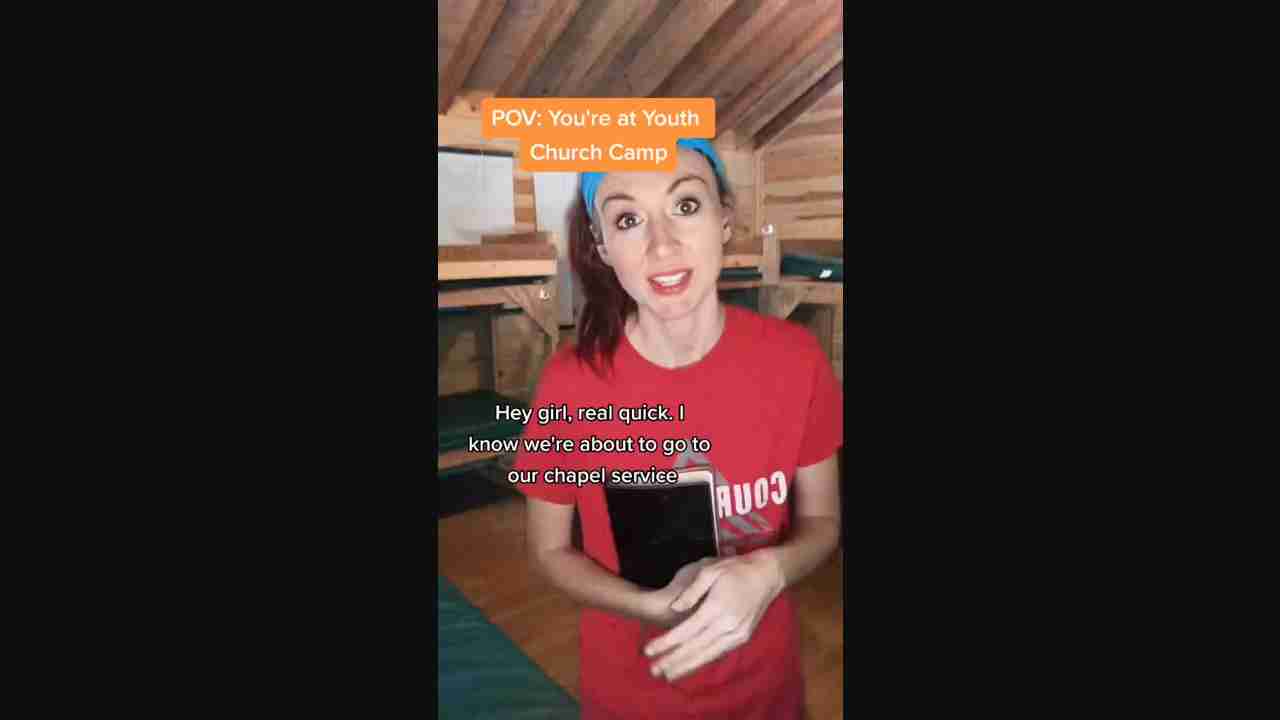 POV: You're at Youth
Church Camp
Hey girl, real quick. I
know we're about to go to
our chapel service